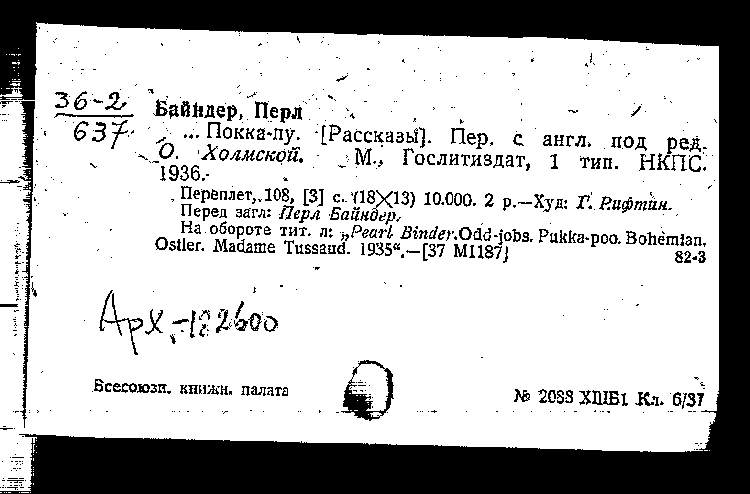 36-2
637
Байндер, Перл
... Покка-пу. [Рассказы]. Пер. с англ. под ред.
О. Холмской. М., Гослитиздат, 1 тип. НКПС.
1936.
Переплет, 108, [3] с. (18×13) 10.000. 2 р.—Худ: Г. Рифтин.
Перед загл: Перл Байндер.
На обороте тит. л: „Pearl Binder. Odd-jobs. Pukka-poo. Bohemian.
Ostler. Madame Tussaud. 1935“.—[37 М1187]
82-3
Арх.-182600
Всесоюзн. книжн. палата
№ 2083 XIIIБ1 Кл. 6/37